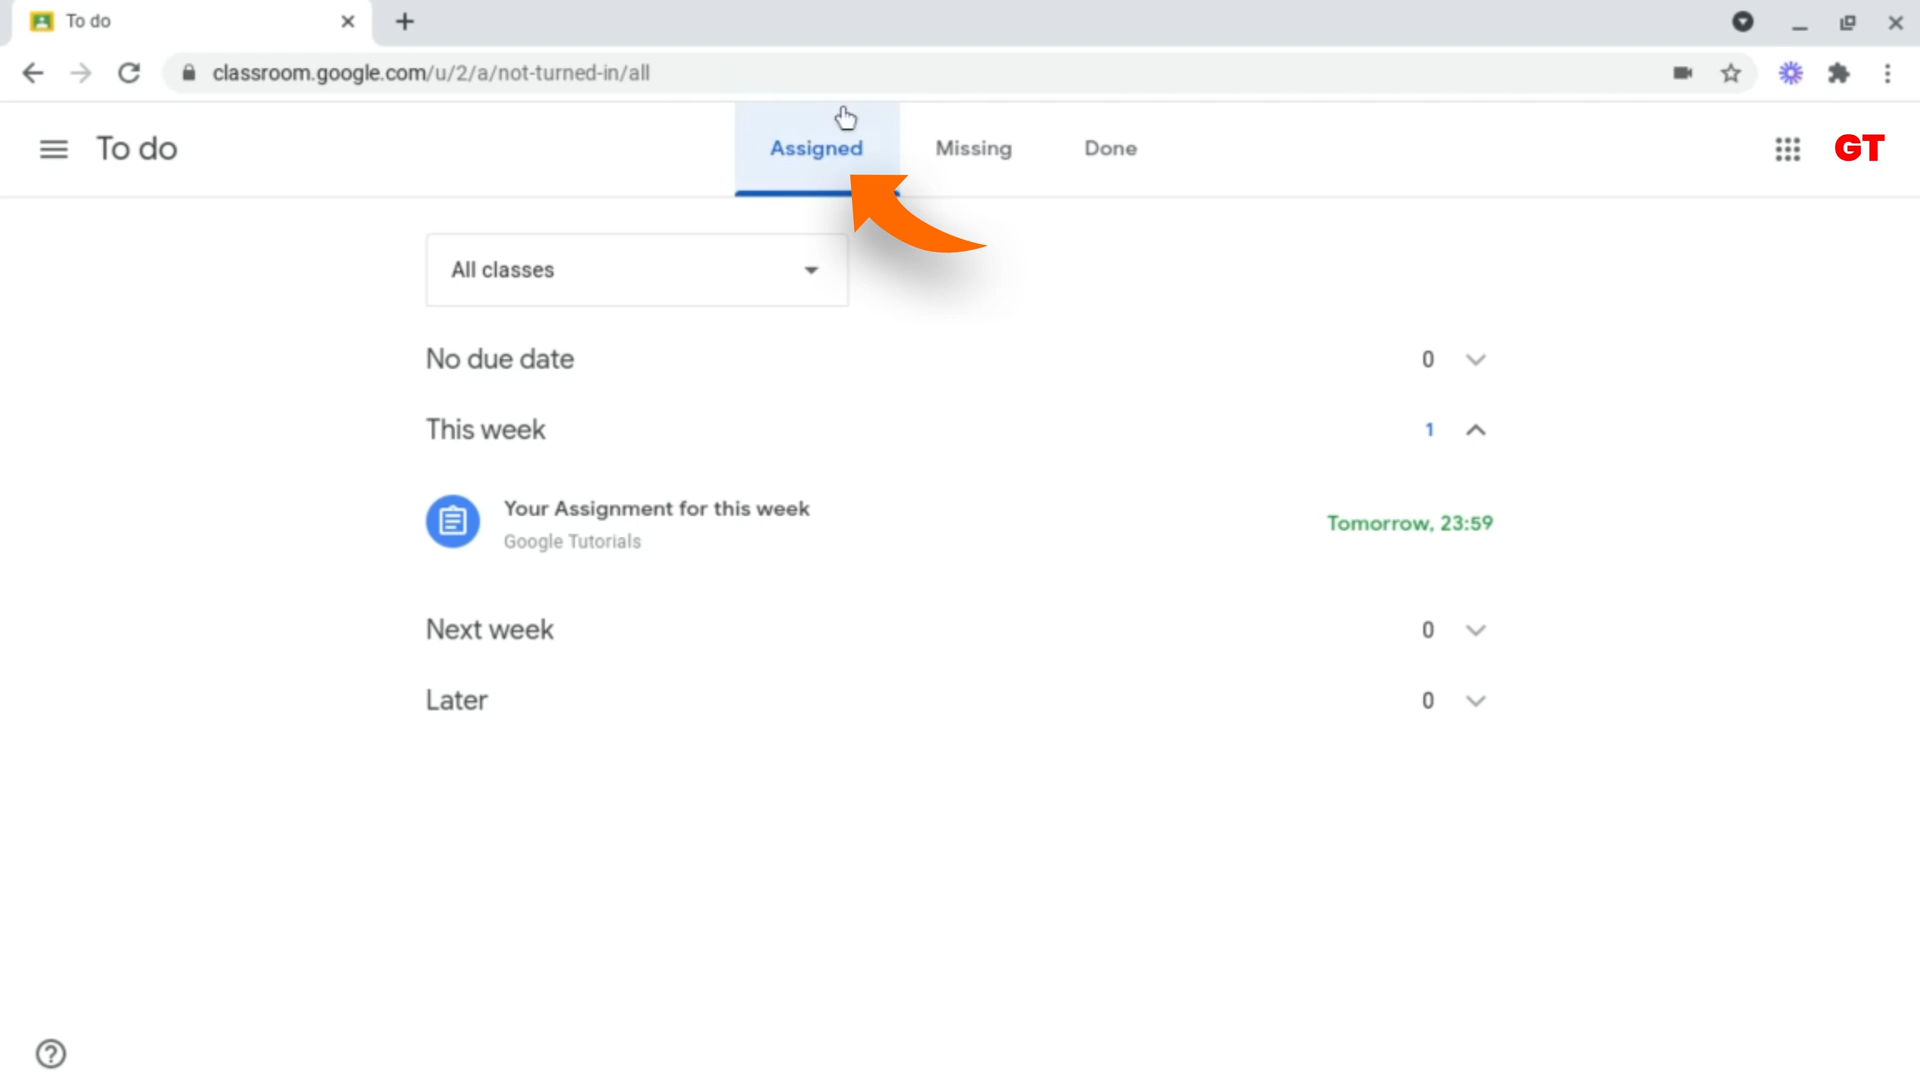 To do
classroom.google.com/u/2/a/not-turned-in/all
To do
Assigned
Missing
Done
GT
All classes
No due date
0
This week
1
Your Assignment for this week
Google Tutorials
Tomorrow, 23:59
Next week
0
Later
0